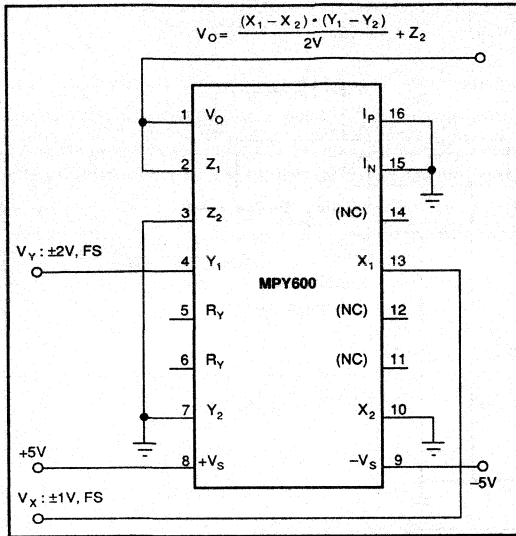 V_O = (X_1 − X_2) • (Y_1 − Y_2) / 2V + Z_2
1 V_O I_P 16
2 Z_1 I_N 15
3 Z_2 (NC) 14
V_Y : ±2V, FS
4 Y_1 X_1 13
MPY600
5 R_Y (NC) 12
6 R_Y (NC) 11
7 Y_2 X_2 10
+5V
8 +V_S −V_S 9
−5V
V_X : ±1V, FS